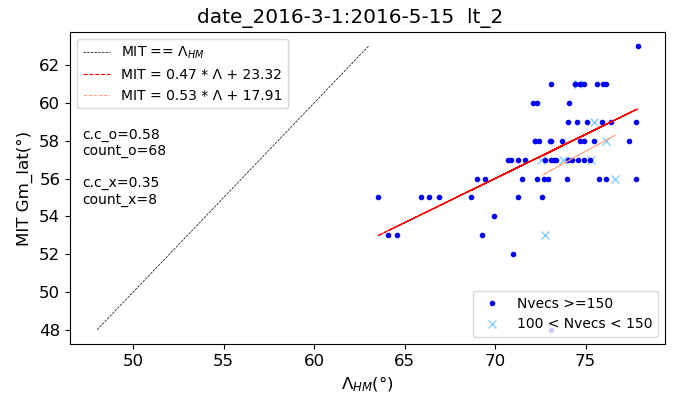 date_2016-3-1:2016-5-15 lt_2
MIT == Λ_HM
MIT = 0.47 * Λ + 23.32
MIT = 0.53 * Λ + 17.91
c.c_o=0.58
count_o=68
c.c_x=0.35
count_x=8
MIT Gm_lat(°)
62
60
58
56
54
52
50
48
Nvecs >=150
100 < Nvecs < 150
50 55 60 65 70 75
Λ_HM(°)